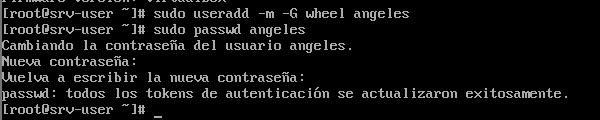 [root@srv-user ~]# sudo useradd -m -G wheel angeles
[root@srv-user ~]# sudo passwd angeles
Cambiando la contraseña del usuario angeles.
Nueva contraseña:
Vuelva a escribir la nueva contraseña:
passwd: todos los tokens de autenticación se actualizaron exitosamente.
[root@srv-user ~]# _